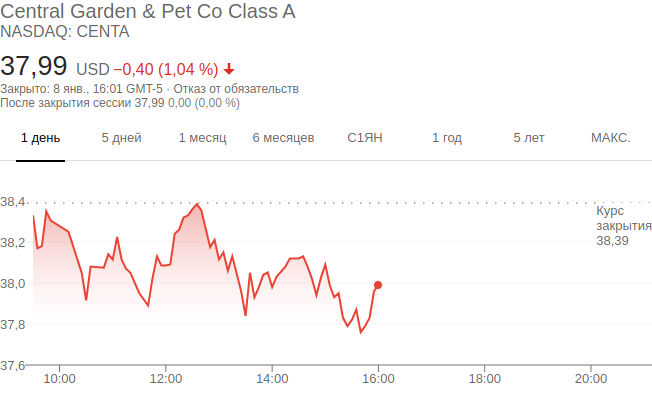 Central Garden & Pet Co Class A
NASDAQ: CENTA
37,99 USD −0,40 (1,04 %)
Закрыто: 8 янв., 16:01 GMT-5 · Отказ от обязательств
После закрытия сессии 37,99 0,00 (0,00 %)
1 день 5 дней 1 месяц 6 месяцев С1ЯН 1 год 5 лет МАКС.
38,4
Курс
закрытия
38,39
38,2
38,0
37,8
37,6
10:00 12:00 14:00 16:00 18:00 20:00